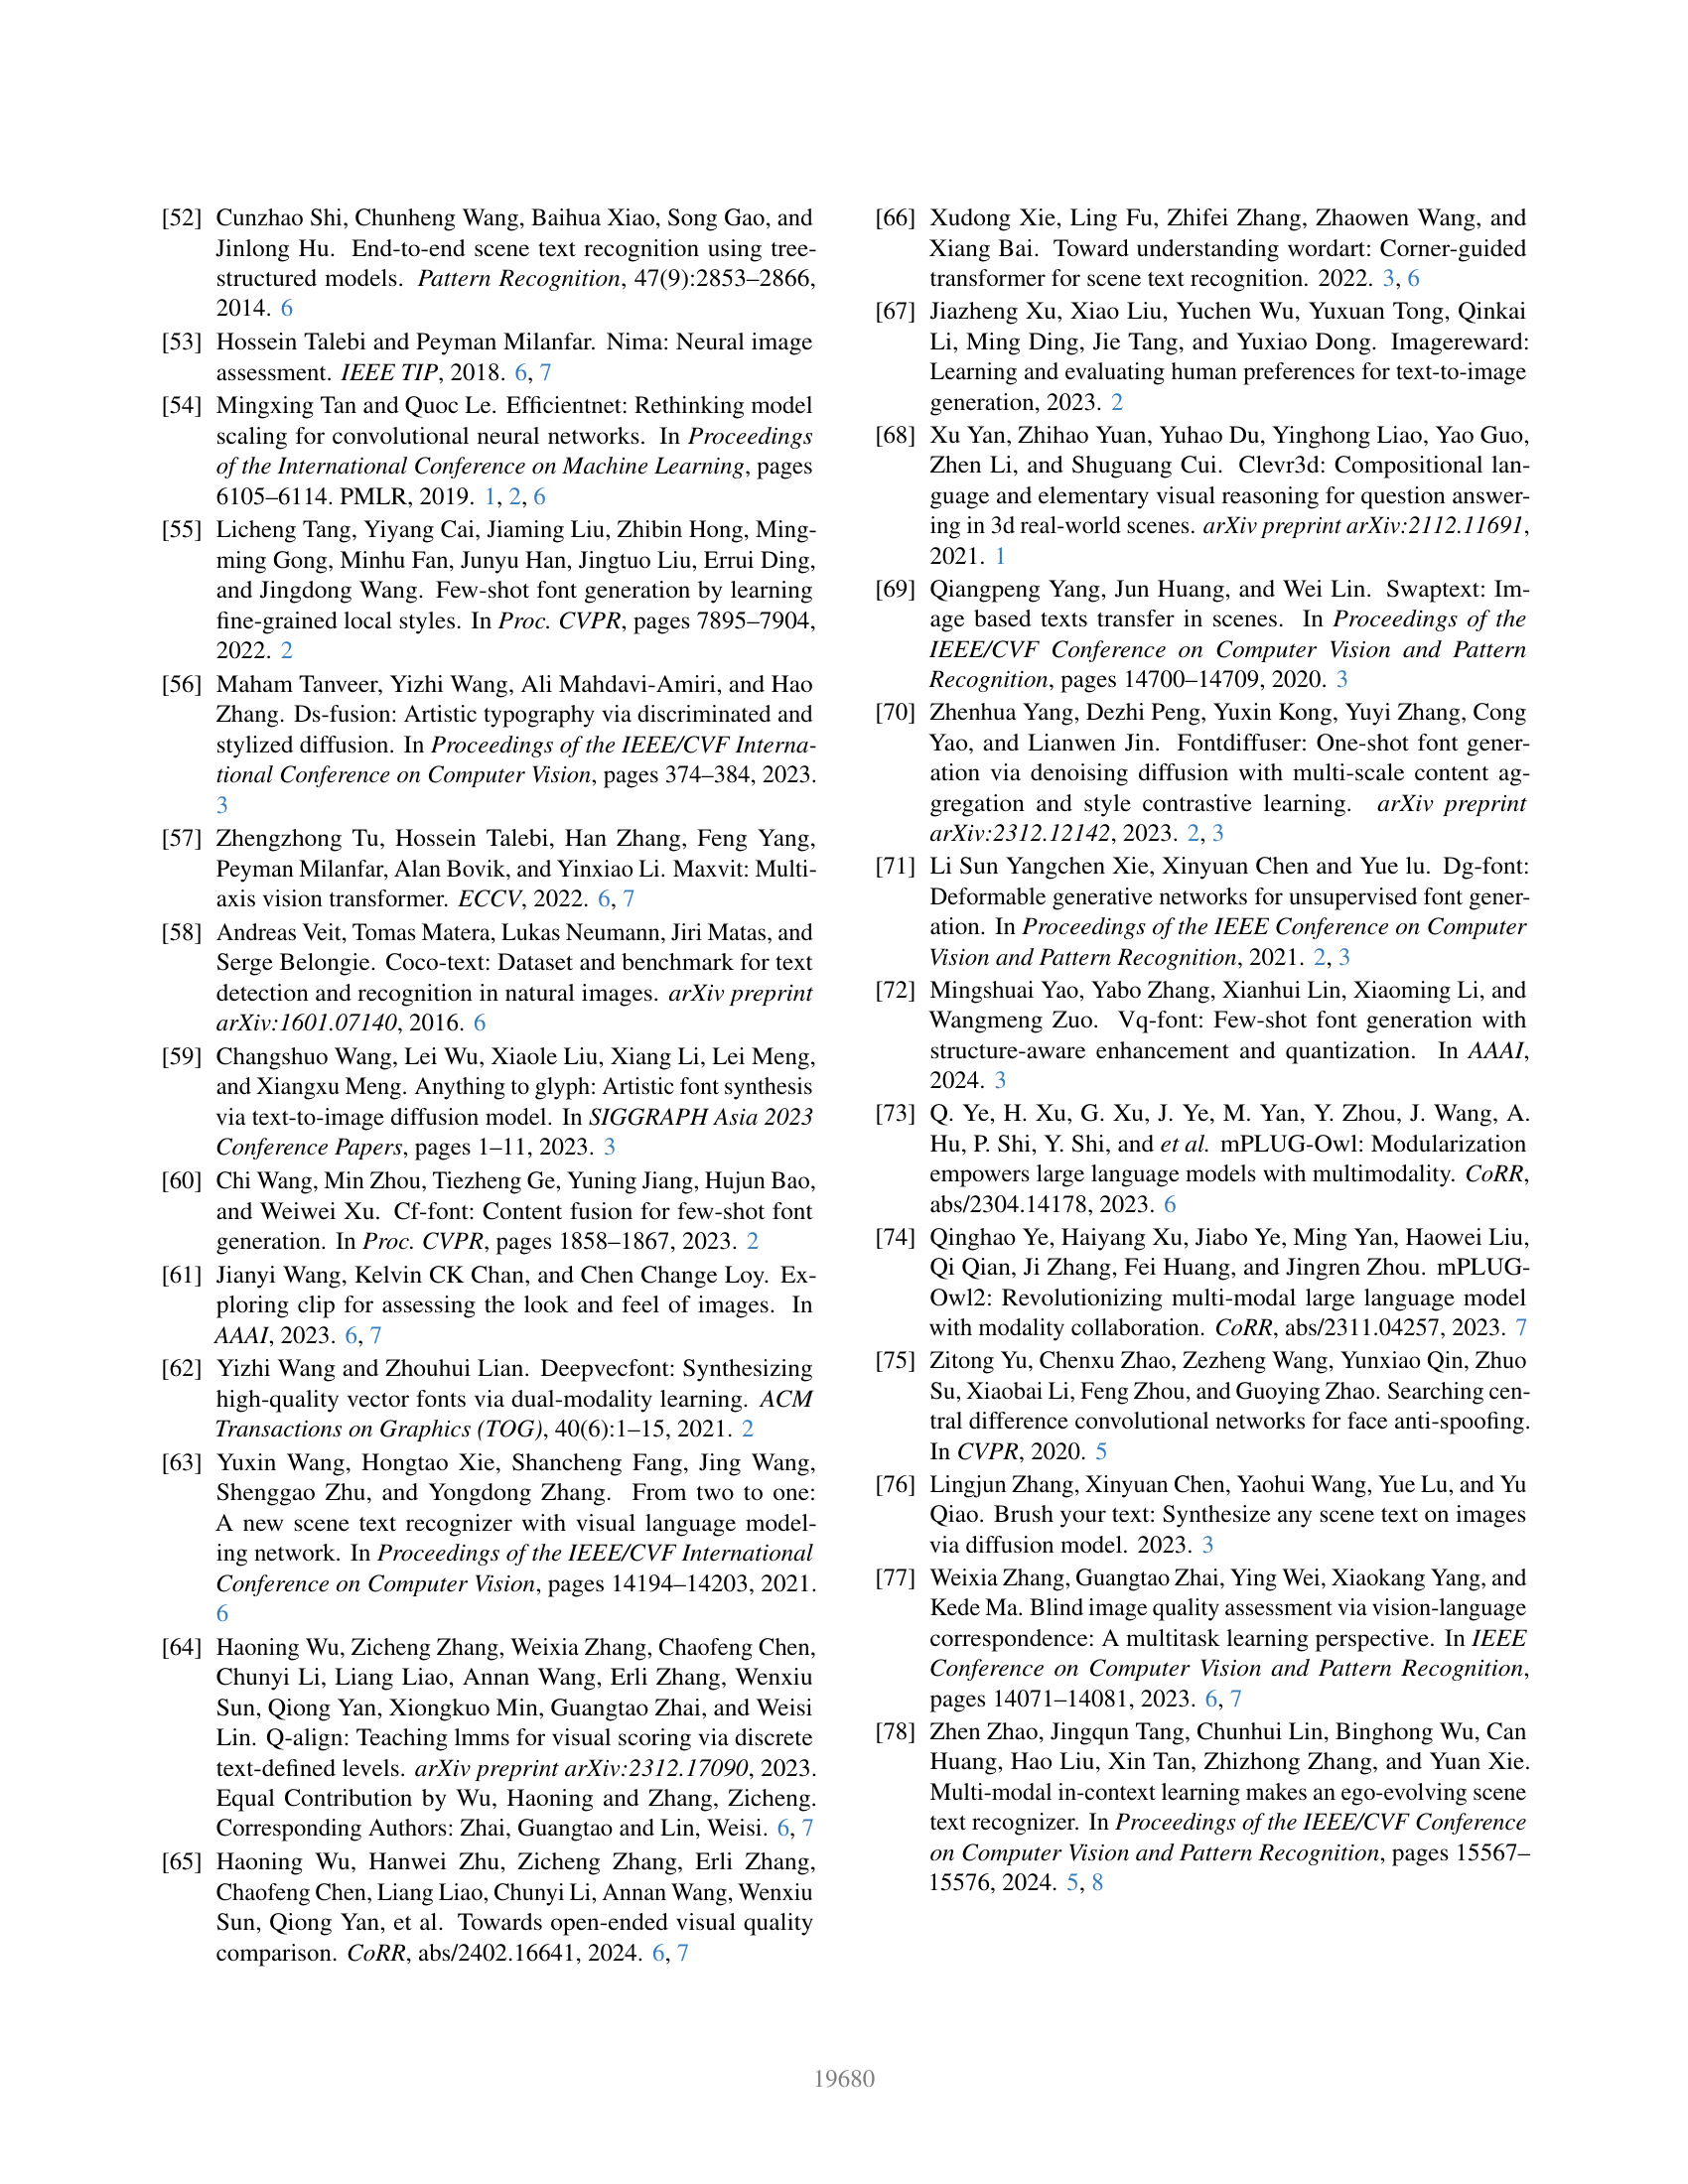 [52] Cunzhao Shi, Chunheng Wang, Baihua Xiao, Song Gao, and
Jinlong Hu. End-to-end scene text recognition using tree-
structured models. Pattern Recognition, 47(9):2853–2866,
2014. 6
[53] Hossein Talebi and Peyman Milanfar. Nima: Neural image
assessment. IEEE TIP, 2018. 6, 7
[54] Mingxing Tan and Quoc Le. Efficientnet: Rethinking model
scaling for convolutional neural networks. In Proceedings
of the International Conference on Machine Learning, pages
6105–6114. PMLR, 2019. 1, 2, 6
[55] Licheng Tang, Yiyang Cai, Jiaming Liu, Zhibin Hong, Ming-
ming Gong, Minhu Fan, Junyu Han, Jingtuo Liu, Errui Ding,
and Jingdong Wang. Few-shot font generation by learning
fine-grained local styles. In Proc. CVPR, pages 7895–7904,
2022. 2
[56] Maham Tanveer, Yizhi Wang, Ali Mahdavi-Amiri, and Hao
Zhang. Ds-fusion: Artistic typography via discriminated and
stylized diffusion. In Proceedings of the IEEE/CVF Interna-
tional Conference on Computer Vision, pages 374–384, 2023.
3
[57] Zhengzhong Tu, Hossein Talebi, Han Zhang, Feng Yang,
Peyman Milanfar, Alan Bovik, and Yinxiao Li. Maxvit: Multi-
axis vision transformer. ECCV, 2022. 6, 7
[58] Andreas Veit, Tomas Matera, Lukas Neumann, Jiri Matas, and
Serge Belongie. Coco-text: Dataset and benchmark for text
detection and recognition in natural images. arXiv preprint
arXiv:1601.07140, 2016. 6
[59] Changshuo Wang, Lei Wu, Xiaole Liu, Xiang Li, Lei Meng,
and Xiangxu Meng. Anything to glyph: Artistic font synthesis
via text-to-image diffusion model. In SIGGRAPH Asia 2023
Conference Papers, pages 1–11, 2023. 3
[60] Chi Wang, Min Zhou, Tiezheng Ge, Yuning Jiang, Hujun Bao,
and Weiwei Xu. Cf-font: Content fusion for few-shot font
generation. In Proc. CVPR, pages 1858–1867, 2023. 2
[61] Jianyi Wang, Kelvin CK Chan, and Chen Change Loy. Ex-
ploring clip for assessing the look and feel of images. In
AAAI, 2023. 6, 7
[62] Yizhi Wang and Zhouhui Lian. Deepvecfont: Synthesizing
high-quality vector fonts via dual-modality learning. ACM
Transactions on Graphics (TOG), 40(6):1–15, 2021. 2
[63] Yuxin Wang, Hongtao Xie, Shancheng Fang, Jing Wang,
Shenggao Zhu, and Yongdong Zhang. From two to one:
A new scene text recognizer with visual language model-
ing network. In Proceedings of the IEEE/CVF International
Conference on Computer Vision, pages 14194–14203, 2021.
6
[64] Haoning Wu, Zicheng Zhang, Weixia Zhang, Chaofeng Chen,
Chunyi Li, Liang Liao, Annan Wang, Erli Zhang, Wenxiu
Sun, Qiong Yan, Xiongkuo Min, Guangtao Zhai, and Weisi
Lin. Q-align: Teaching lmms for visual scoring via discrete
text-defined levels. arXiv preprint arXiv:2312.17090, 2023.
Equal Contribution by Wu, Haoning and Zhang, Zicheng.
Corresponding Authors: Zhai, Guangtao and Lin, Weisi. 6, 7
[65] Haoning Wu, Hanwei Zhu, Zicheng Zhang, Erli Zhang,
Chaofeng Chen, Liang Liao, Chunyi Li, Annan Wang, Wenxiu
Sun, Qiong Yan, et al. Towards open-ended visual quality
comparison. CoRR, abs/2402.16641, 2024. 6, 7
[66] Xudong Xie, Ling Fu, Zhifei Zhang, Zhaowen Wang, and
Xiang Bai. Toward understanding wordart: Corner-guided
transformer for scene text recognition. 2022. 3, 6
[67] Jiazheng Xu, Xiao Liu, Yuchen Wu, Yuxuan Tong, Qinkai
Li, Ming Ding, Jie Tang, and Yuxiao Dong. Imagereward:
Learning and evaluating human preferences for text-to-image
generation, 2023. 2
[68] Xu Yan, Zhihao Yuan, Yuhao Du, Yinghong Liao, Yao Guo,
Zhen Li, and Shuguang Cui. Clevr3d: Compositional lan-
guage and elementary visual reasoning for question answer-
ing in 3d real-world scenes. arXiv preprint arXiv:2112.11691,
2021. 1
[69] Qiangpeng Yang, Jun Huang, and Wei Lin. Swaptext: Im-
age based texts transfer in scenes. In Proceedings of the
IEEE/CVF Conference on Computer Vision and Pattern
Recognition, pages 14700–14709, 2020. 3
[70] Zhenhua Yang, Dezhi Peng, Yuxin Kong, Yuyi Zhang, Cong
Yao, and Lianwen Jin. Fontdiffuser: One-shot font gener-
ation via denoising diffusion with multi-scale content ag-
gregation and style contrastive learning. arXiv preprint
arXiv:2312.12142, 2023. 2, 3
[71] Li Sun Yangchen Xie, Xinyuan Chen and Yue lu. Dg-font:
Deformable generative networks for unsupervised font gener-
ation. In Proceedings of the IEEE Conference on Computer
Vision and Pattern Recognition, 2021. 2, 3
[72] Mingshuai Yao, Yabo Zhang, Xianhui Lin, Xiaoming Li, and
Wangmeng Zuo. Vq-font: Few-shot font generation with
structure-aware enhancement and quantization. In AAAI,
2024. 3
[73] Q. Ye, H. Xu, G. Xu, J. Ye, M. Yan, Y. Zhou, J. Wang, A.
Hu, P. Shi, Y. Shi, and et al. mPLUG-Owl: Modularization
empowers large language models with multimodality. CoRR,
abs/2304.14178, 2023. 6
[74] Qinghao Ye, Haiyang Xu, Jiabo Ye, Ming Yan, Haowei Liu,
Qi Qian, Ji Zhang, Fei Huang, and Jingren Zhou. mPLUG-
Owl2: Revolutionizing multi-modal large language model
with modality collaboration. CoRR, abs/2311.04257, 2023. 7
[75] Zitong Yu, Chenxu Zhao, Zezheng Wang, Yunxiao Qin, Zhuo
Su, Xiaobai Li, Feng Zhou, and Guoying Zhao. Searching cen-
tral difference convolutional networks for face anti-spoofing.
In CVPR, 2020. 5
[76] Lingjun Zhang, Xinyuan Chen, Yaohui Wang, Yue Lu, and Yu
Qiao. Brush your text: Synthesize any scene text on images
via diffusion model. 2023. 3
[77] Weixia Zhang, Guangtao Zhai, Ying Wei, Xiaokang Yang, and
Kede Ma. Blind image quality assessment via vision-language
correspondence: A multitask learning perspective. In IEEE
Conference on Computer Vision and Pattern Recognition,
pages 14071–14081, 2023. 6, 7
[78] Zhen Zhao, Jingqun Tang, Chunhui Lin, Binghong Wu, Can
Huang, Hao Liu, Xin Tan, Zhizhong Zhang, and Yuan Xie.
Multi-modal in-context learning makes an ego-evolving scene
text recognizer. In Proceedings of the IEEE/CVF Conference
on Computer Vision and Pattern Recognition, pages 15567–
15576, 2024. 5, 8
19680